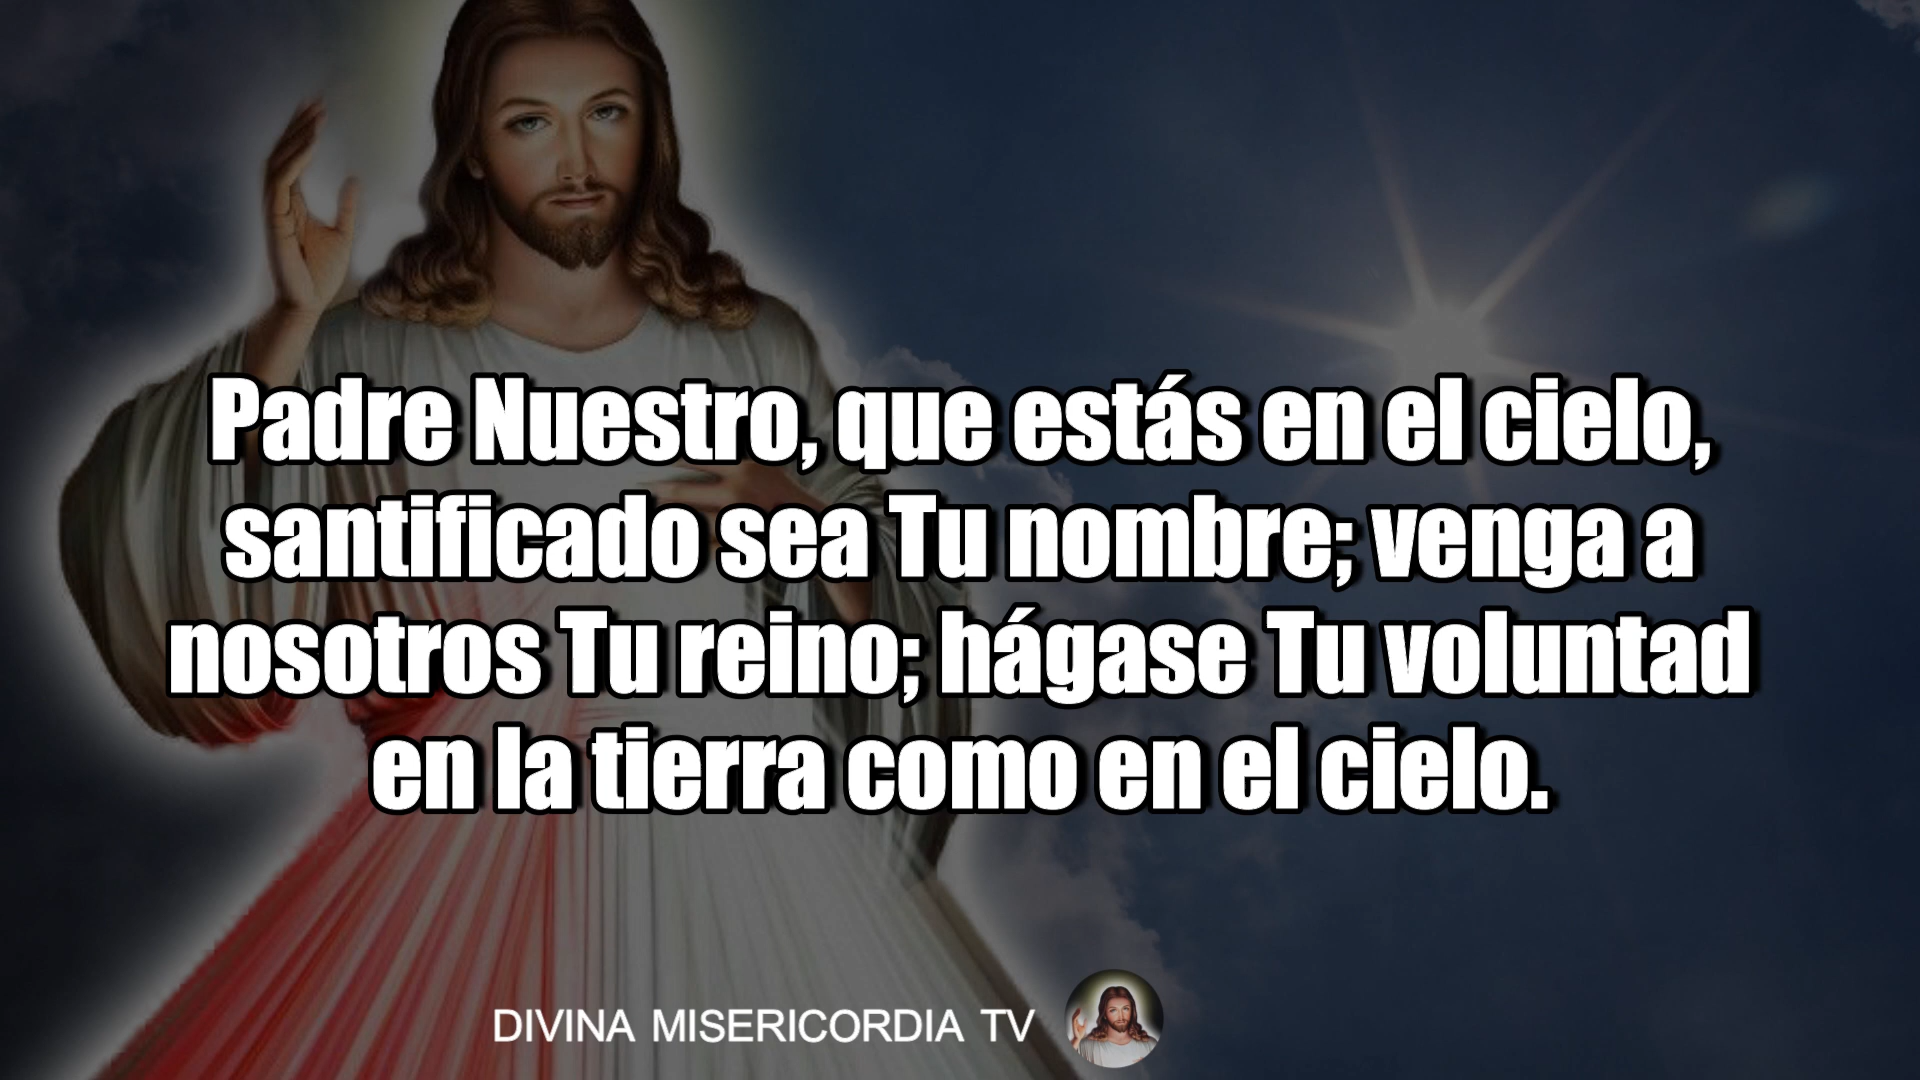 Padre Nuestro, que estás en el cielo,
santificado sea Tu nombre; venga a
nosotros Tu reino; hágase Tu voluntad
en la tierra como en el cielo.
DIVINA MISERICORDIA TV